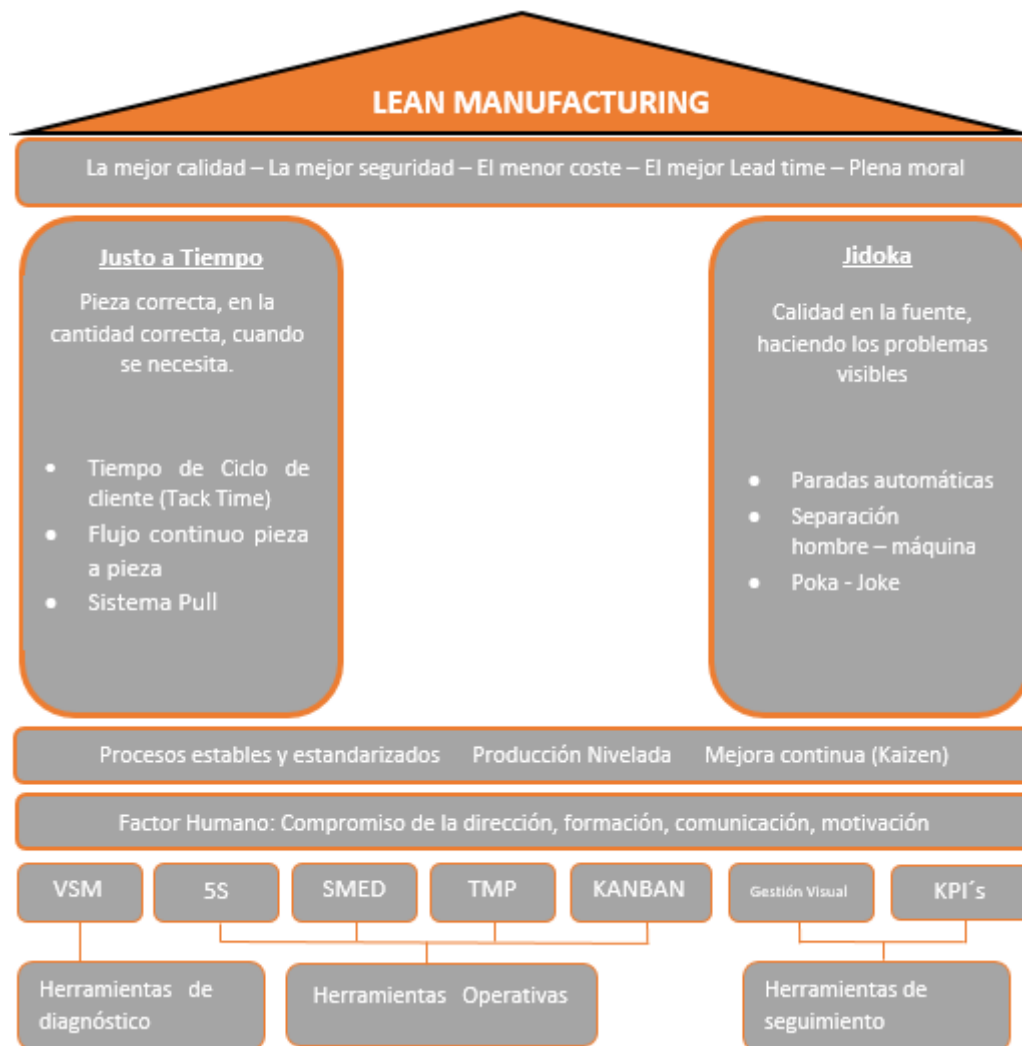 LEAN MANUFACTURING
La mejor calidad – La mejor seguridad – El menor coste – El mejor Lead time – Plena moral
Justo a Tiempo
Pieza correcta, en la
cantidad correcta, cuando
se necesita.
• Tiempo de Ciclo de
cliente (Tack Time)
• Flujo continuo pieza
a pieza
• Sistema Pull
Jidoka
Calidad en la fuente,
haciendo los problemas
visibles
• Paradas automáticas
• Separación
hombre – máquina
• Poka - Joke
Procesos estables y estandarizados Producción Nivelada Mejora continua (Kaizen)
Factor Humano: Compromiso de la dirección, formación, comunicación, motivación
VSM
5S
SMED
TMP
KANBAN
Gestión Visual
KPI´s
Herramientas de
diagnóstico
Herramientas Operativas
Herramientas de
seguimiento